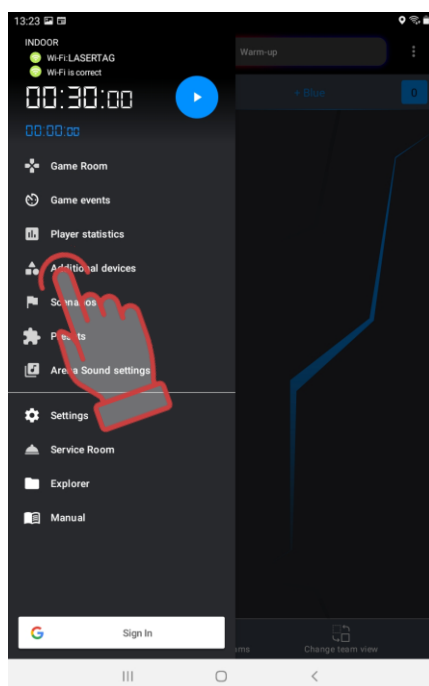 13:23
INDOOR
Wi-Fi:LASERTAG
Wi-Fi is correct
00:30:00
00:00:00
Warm-up
+ Blue 0
Game Room
Game events
Player statistics
Additional devices
Scenarios
Presets
Arena Sound settings
Settings
Service Room
Explorer
Manual
G Sign In
ms Change team view